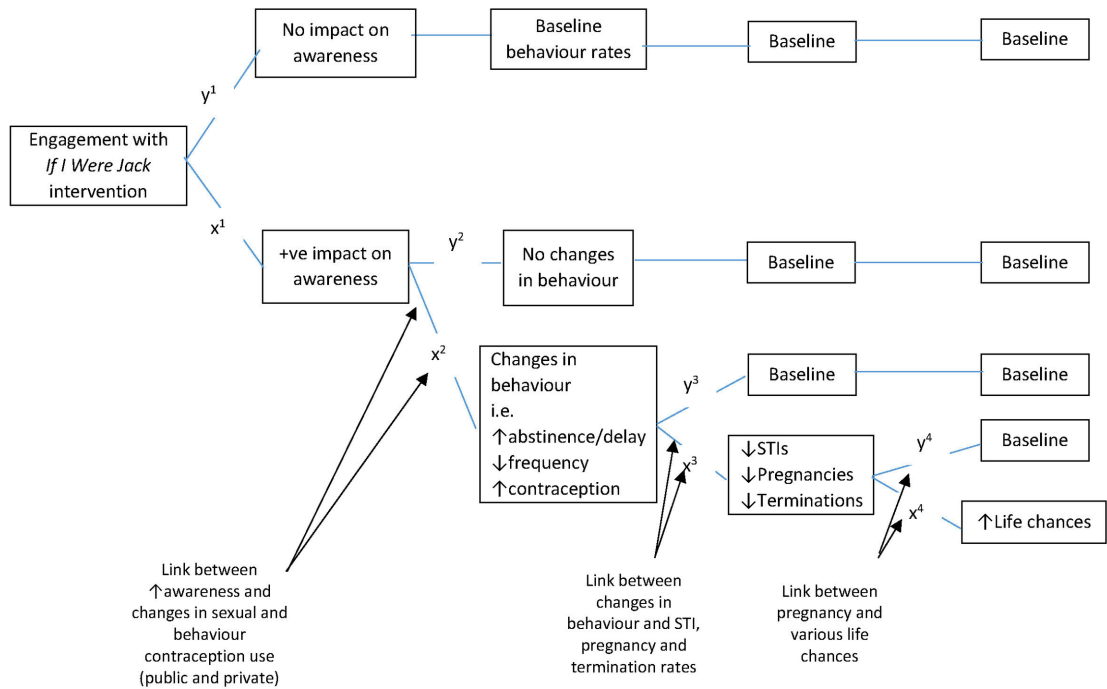 No impact on
awareness
Baseline
behaviour rates
Baseline
Baseline
y¹
Engagement with
If I Were Jack
intervention
x¹
+ve impact on
awareness
y²
No changes
in behaviour
Baseline
Baseline
x²
Changes in
behaviour
i.e.
↑abstinence/delay
↓frequency
↑contraception
y³
Baseline
Baseline
x³
↓STIs
↓Pregnancies
↓Terminations
y⁴
Baseline
x⁴
↑Life chances
Link between
↑awareness and
changes in sexual and
behaviour
contraception use
(public and private)
Link between
changes in
behaviour and STI,
pregnancy and
termination rates
Link between
pregnancy and
various life
chances